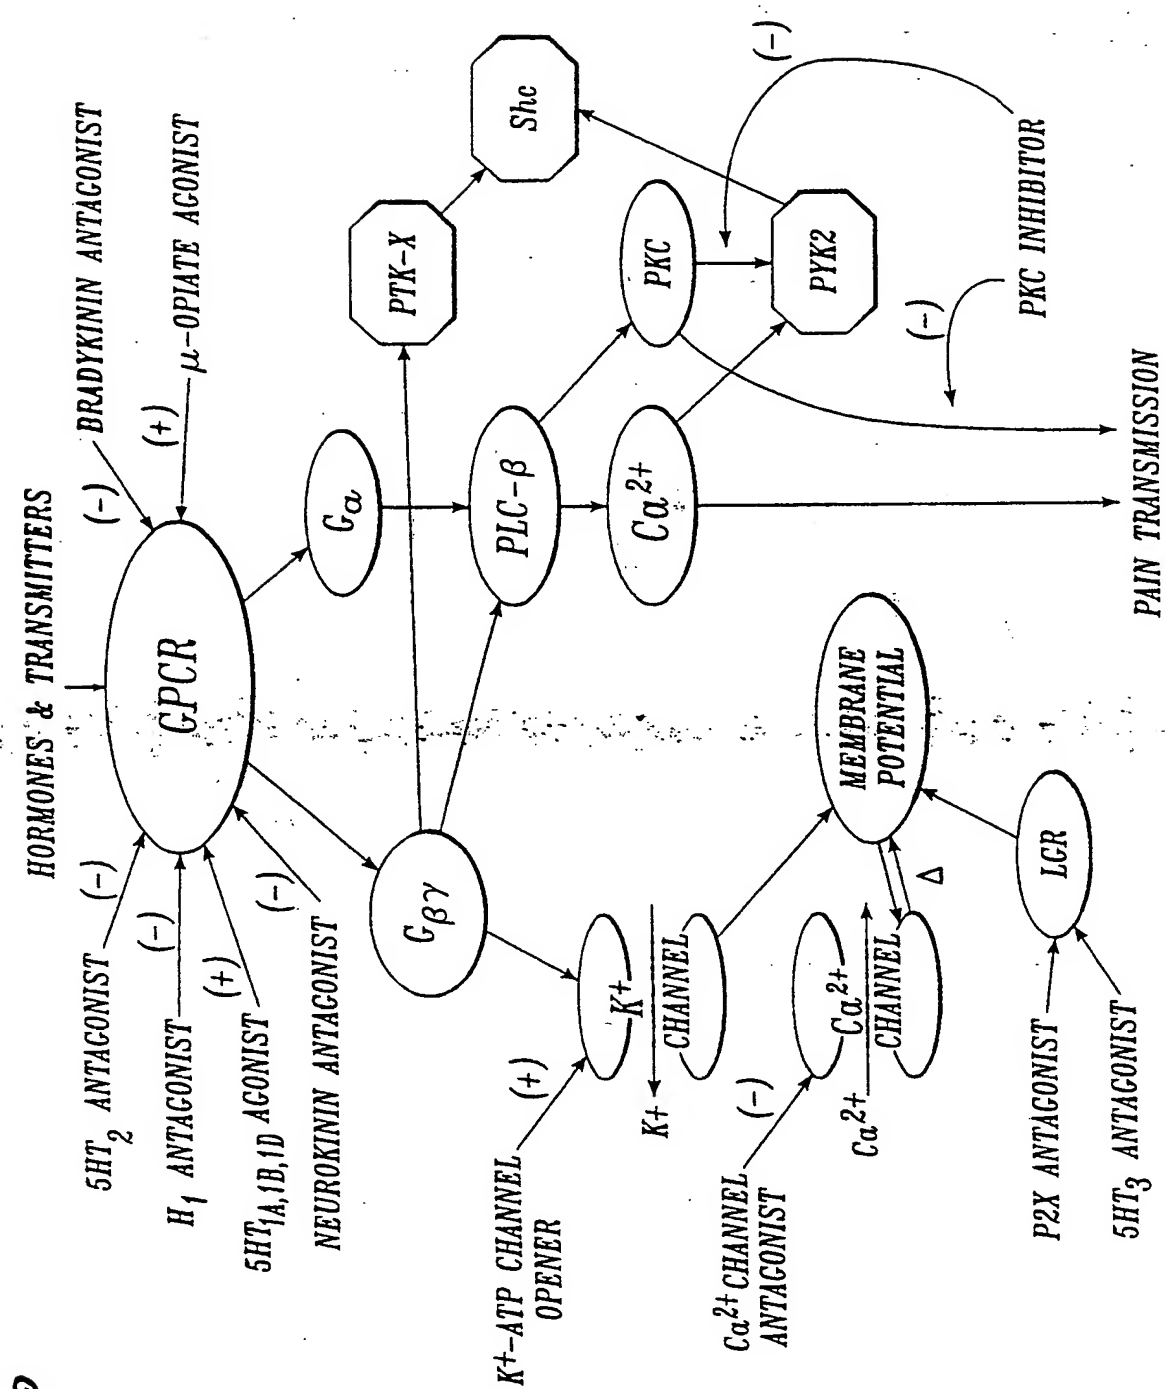 HORMONES & TRANSMITTERS
5HT2 ANTAGONIST
(-)
H1 ANTAGONIST
(-)
5HT1A,1B,1D AGONIST
(+)
NEUROKININ ANTAGONIST
(-)
GPCR
(-)
BRADYKININ ANTAGONIST
(+)
μ-OPIATE AGONIST
Gβγ
Gα
PTK-X
Shc
PLC-β
K+-ATP CHANNEL
OPENER
(+)
K+
CHANNEL
K+
Ca2+
PKC
(-)
Ca2+ CHANNEL
ANTAGONIST
(-)
Ca2+
CHANNEL
Ca2+
Δ
MEMBRANE
POTENTIAL
PYK2
(-)
PKC INHIBITOR
LGR
P2X ANTAGONIST
5HT3 ANTAGONIST
PAIN TRANSMISSION